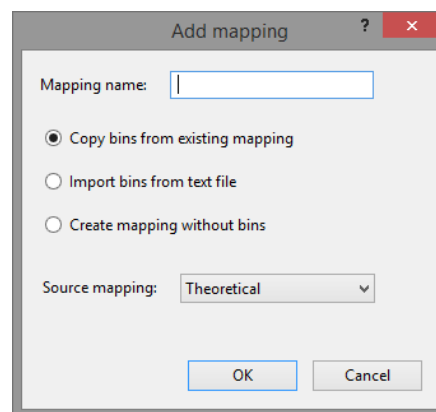 Add mapping ?
Mapping name:
Copy bins from existing mapping
Import bins from text file
Create mapping without bins
Source mapping: Theoretical
OK Cancel